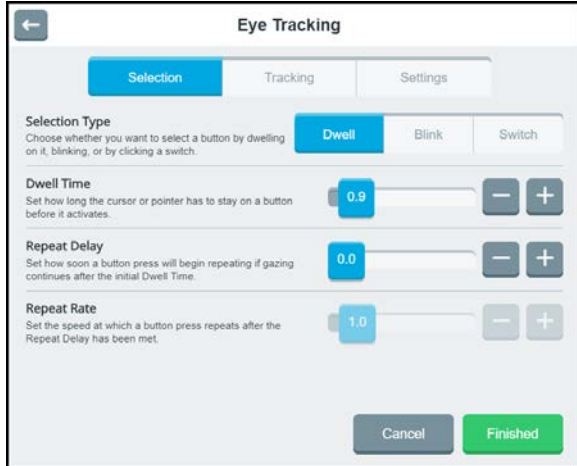 Eye Tracking
Selection Tracking Settings
Selection Type
Choose whether you want to select a button by dwelling
on it, blinking, or by clicking a switch.
Dwell Blink Switch
Dwell Time
Set how long the cursor or pointer has to stay on a button
before it activates.
0.9
Repeat Delay
Set how soon a button press will begin repeating if gazing
continues after the initial Dwell Time.
0.0
Repeat Rate
Set the speed at which a button press repeats after the
Repeat Delay has been met.
1.0
Cancel Finished